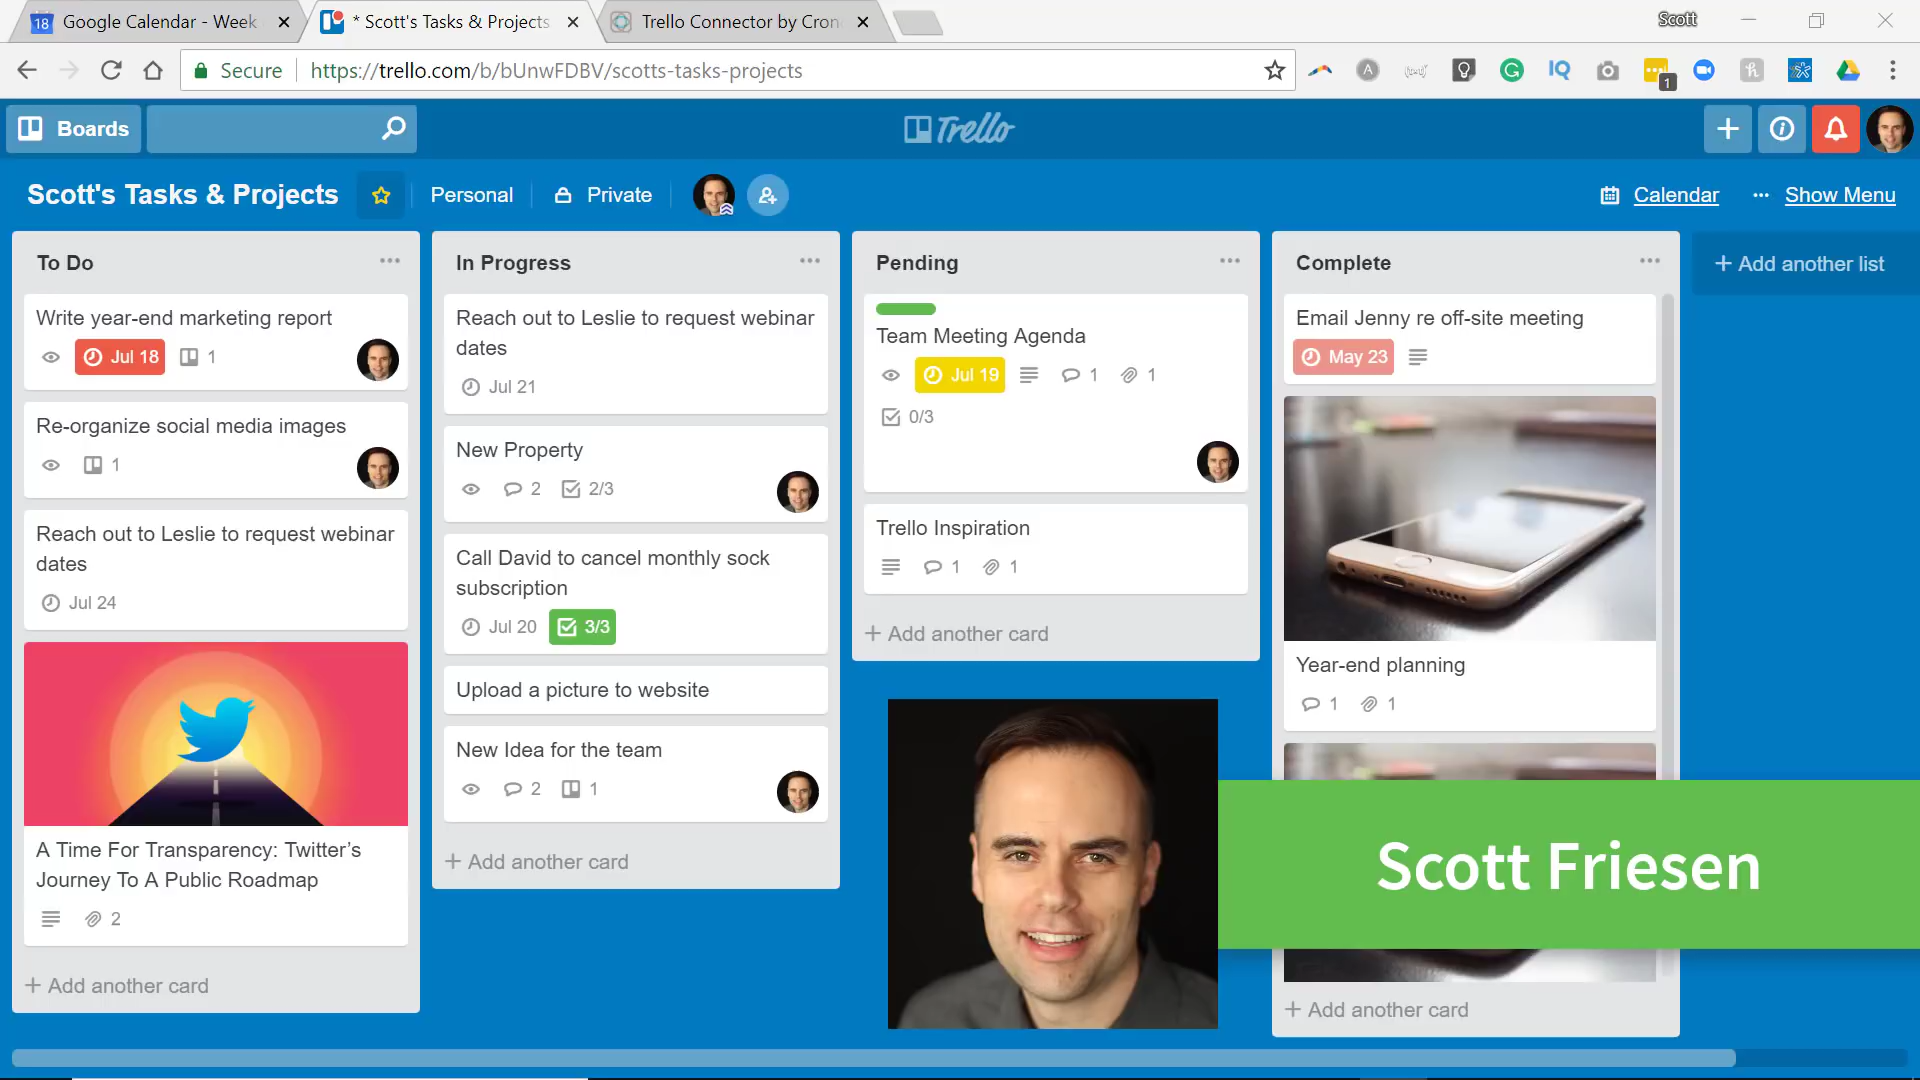 18 Google Calendar - Week
* Scott's Tasks & Projects
Trello Connector by Cron
Scott
Secure
https://trello.com/b/bUnwFDBV/scotts-tasks-projects
1
Boards
Trello
Scott's Tasks & Projects
Personal
Private
Calendar
Show Menu
To Do
Write year-end marketing report
Jul 18
1
Re-organize social media images
1
Reach out to Leslie to request webinar
dates
Jul 24
A Time For Transparency: Twitter’s
Journey To A Public Roadmap
2
+ Add another card
In Progress
Reach out to Leslie to request webinar
dates
Jul 21
New Property
2 2/3
Call David to cancel monthly sock
subscription
Jul 20 3/3
Upload a picture to website
New Idea for the team
2 1
+ Add another card
Pending
Team Meeting Agenda
Jul 19 1 1
0/3
Trello Inspiration
1 1
+ Add another card
Complete
Email Jenny re off-site meeting
May 23
Year-end planning
1 1
+ Add another card
+ Add another list
Scott Friesen